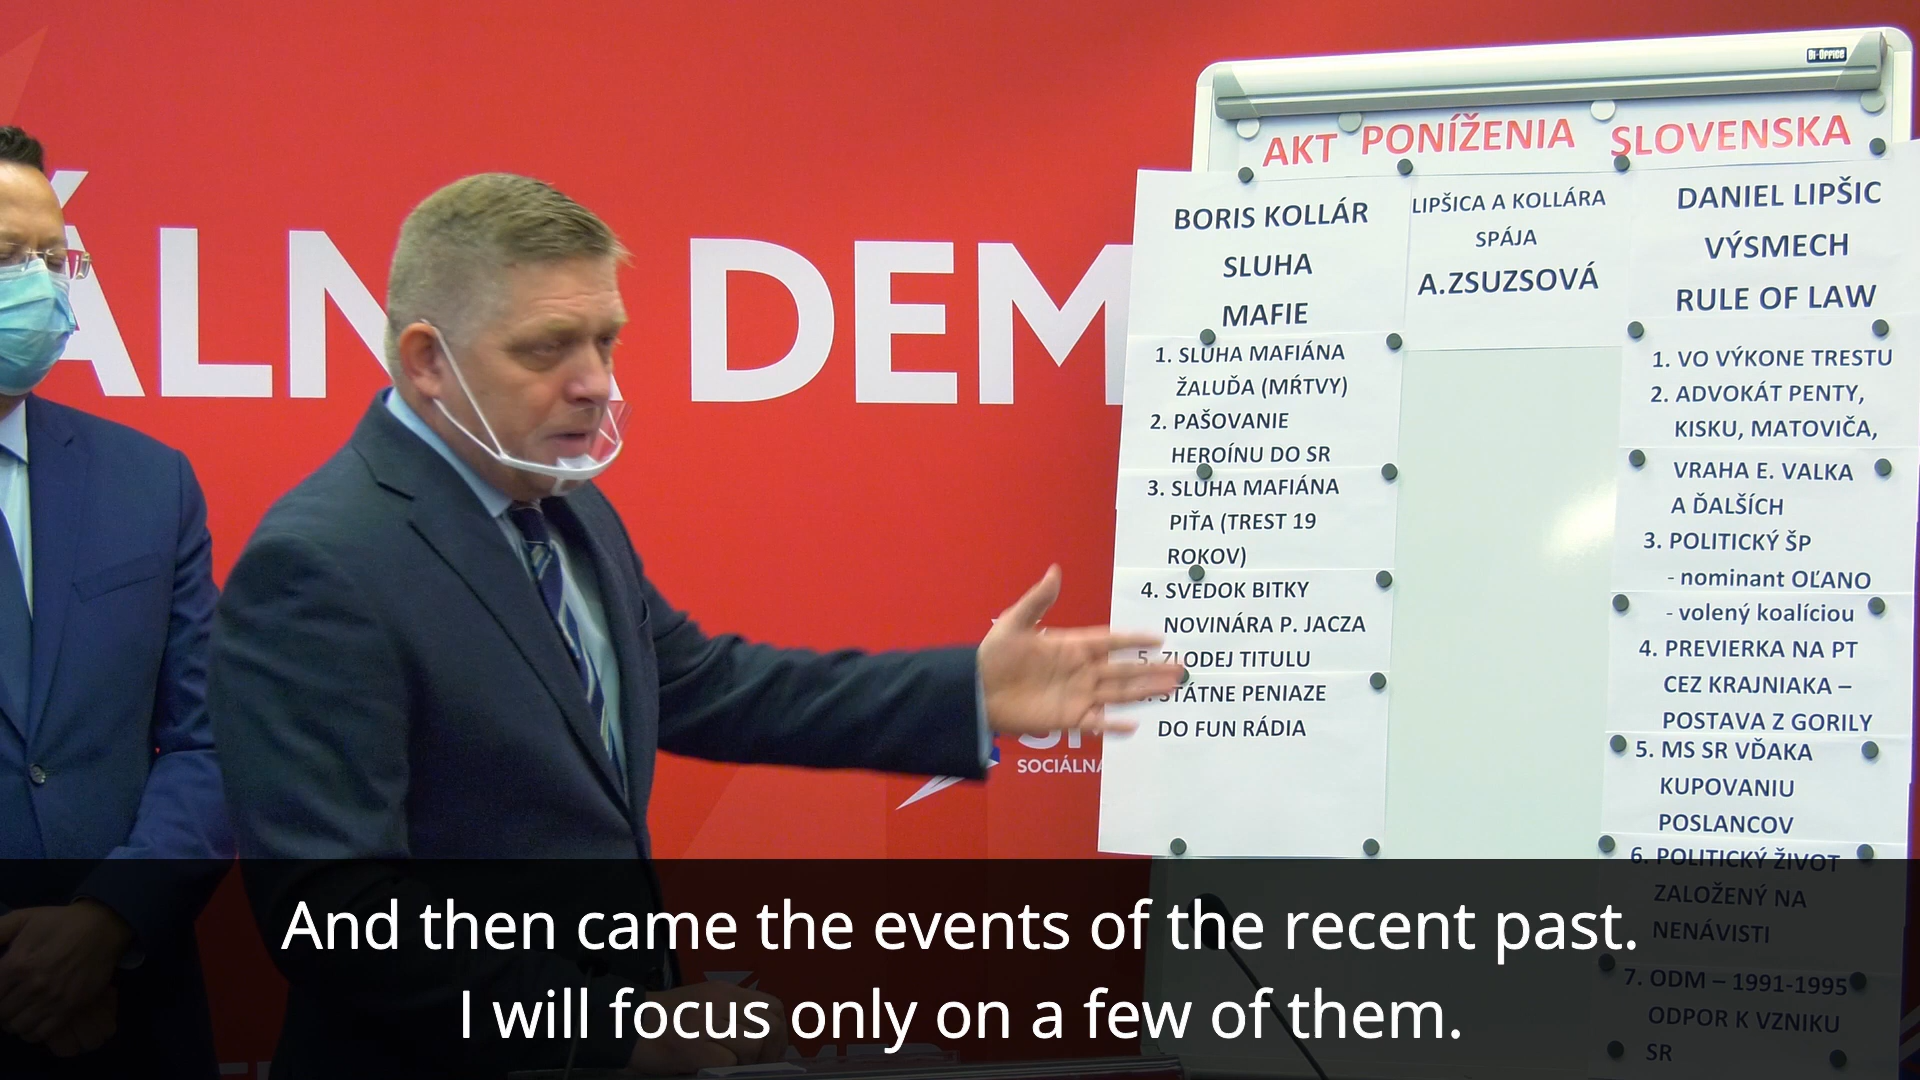 BI-OFFICE
AKT PONÍŽENIA SLOVENSKA
BORIS KOLLÁR
SLUHA
MAFIE
1. SLUHA MAFIÁNA
ŽALUĎA (MŔTVY)
2. PAŠOVANIE
HEROÍNU DO SR
3. SLUHA MAFIÁNA
PIŤA (TREST 19
ROKOV)
4. SVEDOK BITKY
NOVINÁRA P. JACZA
5. ZLODEJ TITULU
ŠTÁTNE PENIAZE
DO FUN RÁDIA
LIPŠICA A KOLLÁRA
SPÁJA
A.ZSUZSOVÁ
DANIEL LIPŠIC
VÝSMECH
RULE OF LAW
1. VO VÝKONE TRESTU
2. ADVOKÁT PENTY,
KISKU, MATOVIČA,
VRAHA E. VALKA
A ĎALŠÍCH
3. POLITICKÝ ŠP
- nominant OĽANO
- volený koalíciou
4. PREVIERKA NA PT
CEZ KRAJNIAKA –
POSTAVA Z GORILY
5. MS SR VĎAKA
KUPOVANIU
POSLANCOV
6. POLITICKÝ ŽIVOT
ZALOŽENÝ NA
NENÁVISTI
7. ODM – 1991-1995
ODPOR K VZNIKU
SR
ÁLNA DEM
SOCIÁLNA
And then came the events of the recent past.
I will focus only on a few of them.